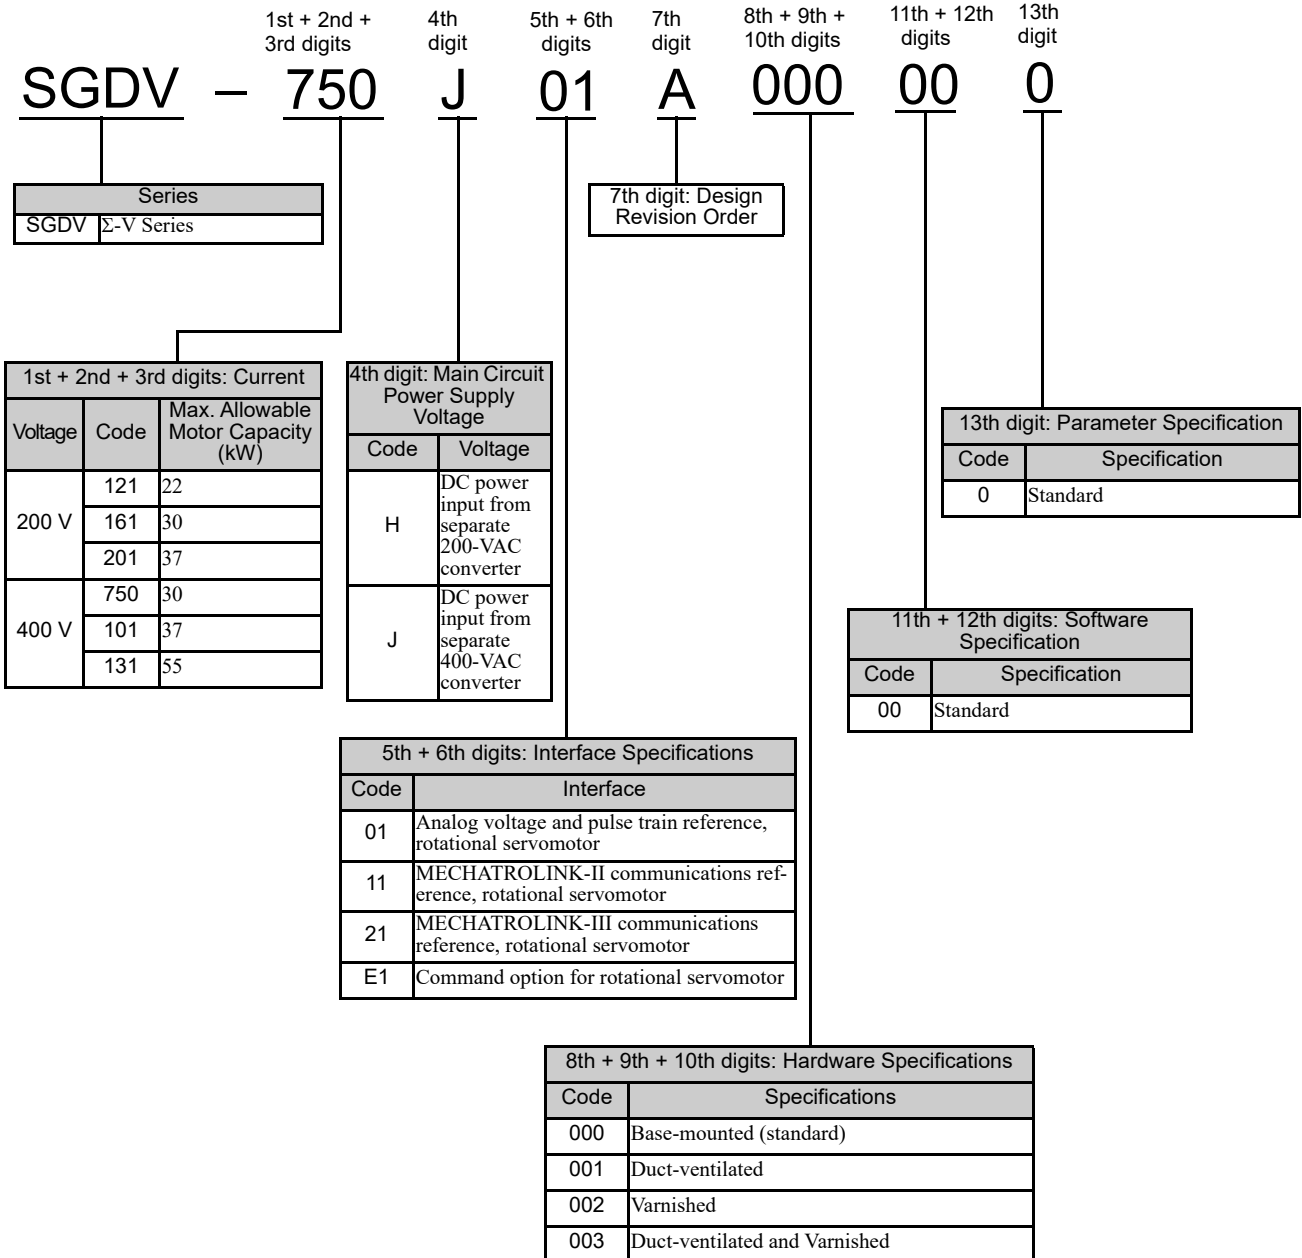 1st + 2nd +
3rd digits
4th
digit
5th + 6th
digits
7th
digit
8th + 9th +
10th digits
11th + 12th
digits
13th
digit
SGDV – 750 J 01 A 000 00 0
Series
SGDV Σ-V Series
7th digit: Design
Revision Order
1st + 2nd + 3rd digits: Current
Voltage Code Max. Allowable
Motor Capacity
(kW)
200 V
121 22
161 30
201 37
400 V
750 30
101 37
131 55
4th digit: Main Circuit
Power Supply
Voltage
Code Voltage
H
DC power
input from
separate
200-VAC
converter
J
DC power
input from
separate
400-VAC
converter
13th digit: Parameter Specification
Code Specification
0 Standard
11th + 12th digits: Software
Specification
Code Specification
00 Standard
5th + 6th digits: Interface Specifications
Code Interface
01 Analog voltage and pulse train reference,
rotational servomotor
11 MECHATROLINK-II communications ref-
erence, rotational servomotor
21 MECHATROLINK-III communications
reference, rotational servomotor
E1 Command option for rotational servomotor
8th + 9th + 10th digits: Hardware Specifications
Code Specifications
000 Base-mounted (standard)
001 Duct-ventilated
002 Varnished
003 Duct-ventilated and Varnished